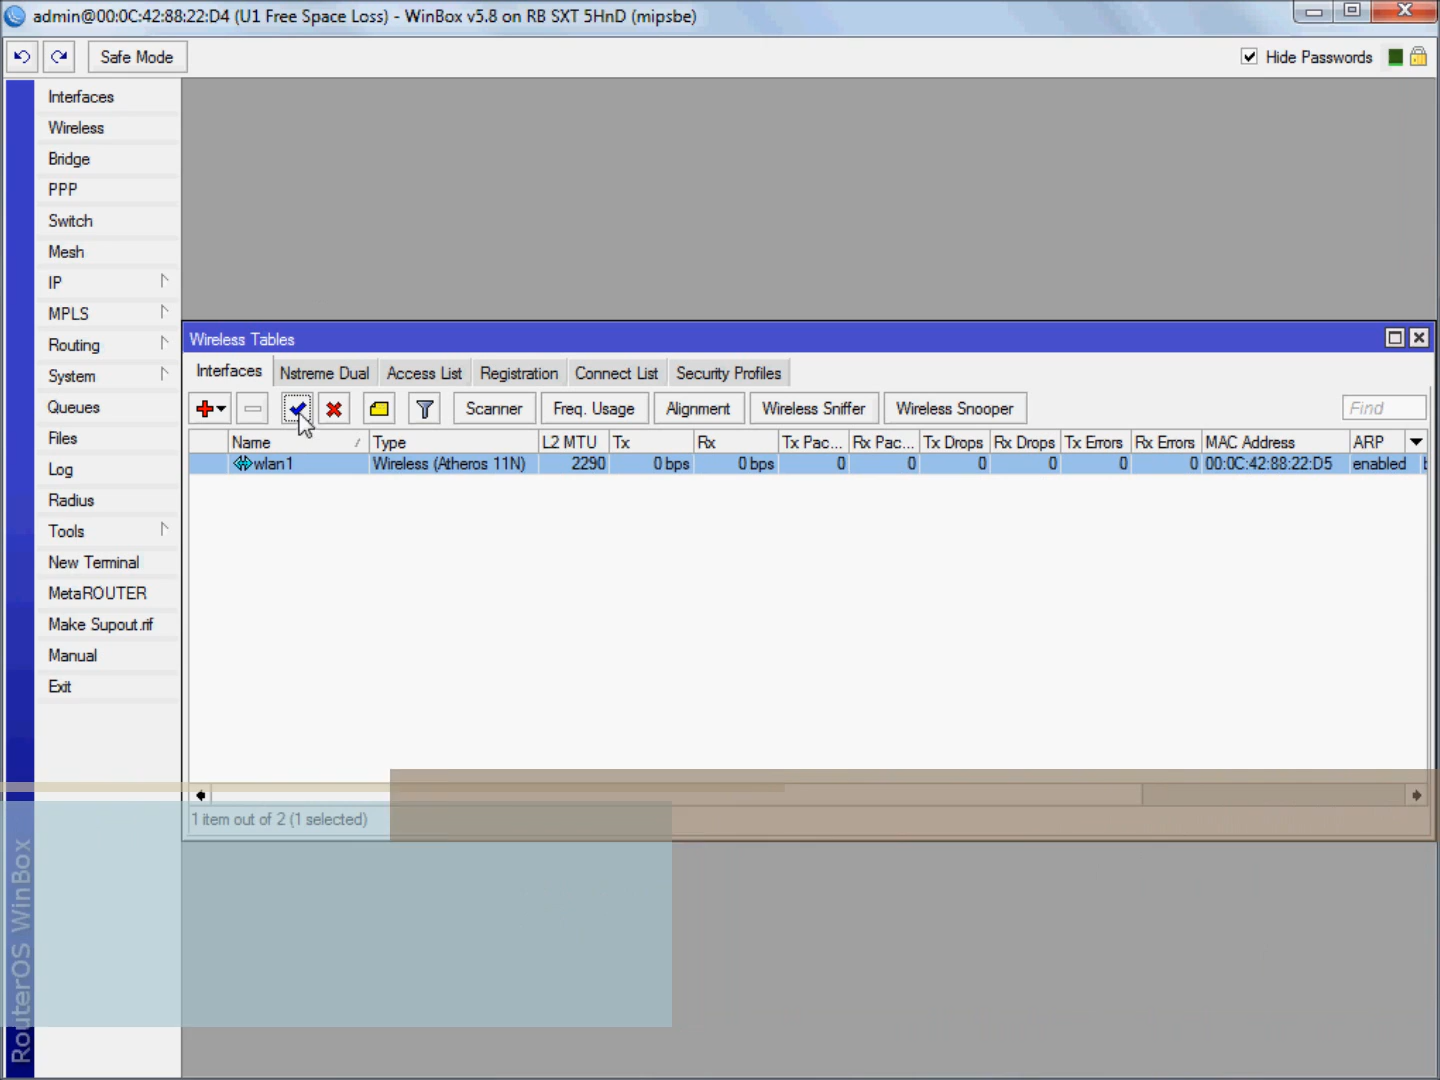 admin@00:0C:42:88:22:D4 (U1 Free Space Loss) - WinBox v5.8 on RB SXT 5HnD (mipsbe)
Safe Mode
Hide Passwords
Interfaces
Wireless
Bridge
PPP
Switch
Mesh
IP
MPLS
Routing
System
Queues
Files
Log
Radius
Tools
New Terminal
MetaROUTER
Make Supout.rif
Manual
Exit
RouterOS WinBox
Wireless Tables
Interfaces Nstreme Dual Access List Registration Connect List Security Profiles
Scanner Freq. Usage Alignment Wireless Sniffer Wireless Snooper Find
Name / Type L2 MTU Tx Rx Tx Pac... Rx Pac... Tx Drops Rx Drops Tx Errors Rx Errors MAC Address ARP
wlan1 Wireless (Atheros 11N) 2290 0 bps 0 bps 0 0 0 0 0 0 00:0C:42:88:22:D5 enabled
1 item out of 2 (1 selected)